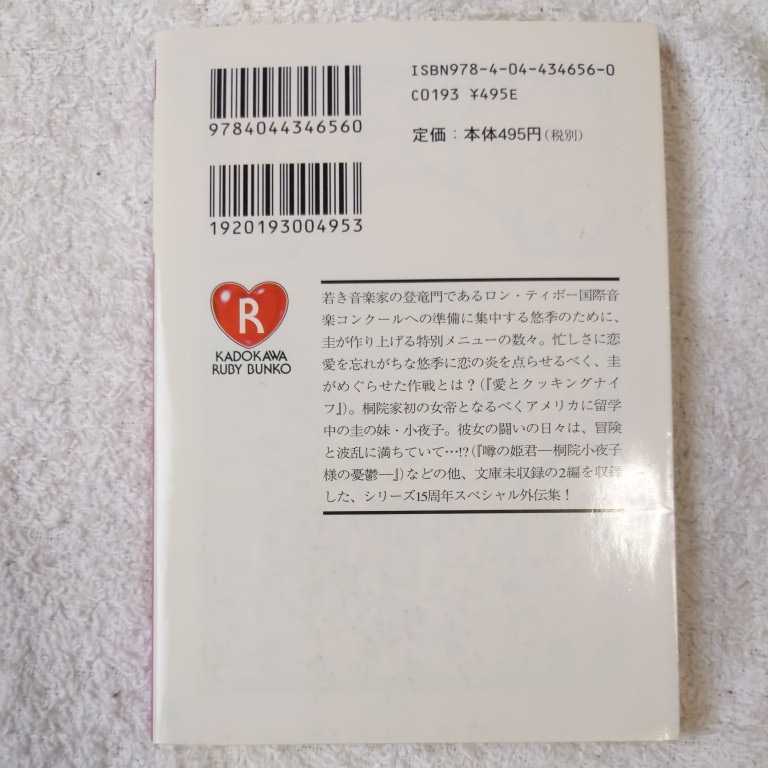 ISBN978-4-04-434656-0
C0193 ¥495E
9784044346560
定価：本体495円(税別)
1920193004953
R
KADOKAWA
RUBY BUNKO
若き音楽家の登竜門であるロン・ティボー国際音
楽コンクールへの準備に集中する悠季のために、
圭が作り上げる特別メニューの数々。忙しさに恋
愛を忘れがちな悠季に恋の炎を点らせるべく、圭
がめぐらせた作戦とは？(『愛とクッキングナイ
フ』)。桐院家初の女帝となるべくアメリカに留学
中の圭の妹・小夜子。彼女の闘いの日々は、冒険
と波乱に満ちていて…!?(『噂の姫君―桐院小夜子
様の憂鬱―』)などの他、文庫未収録の2編を収録
した、シリーズ15周年スペシャル外伝集！